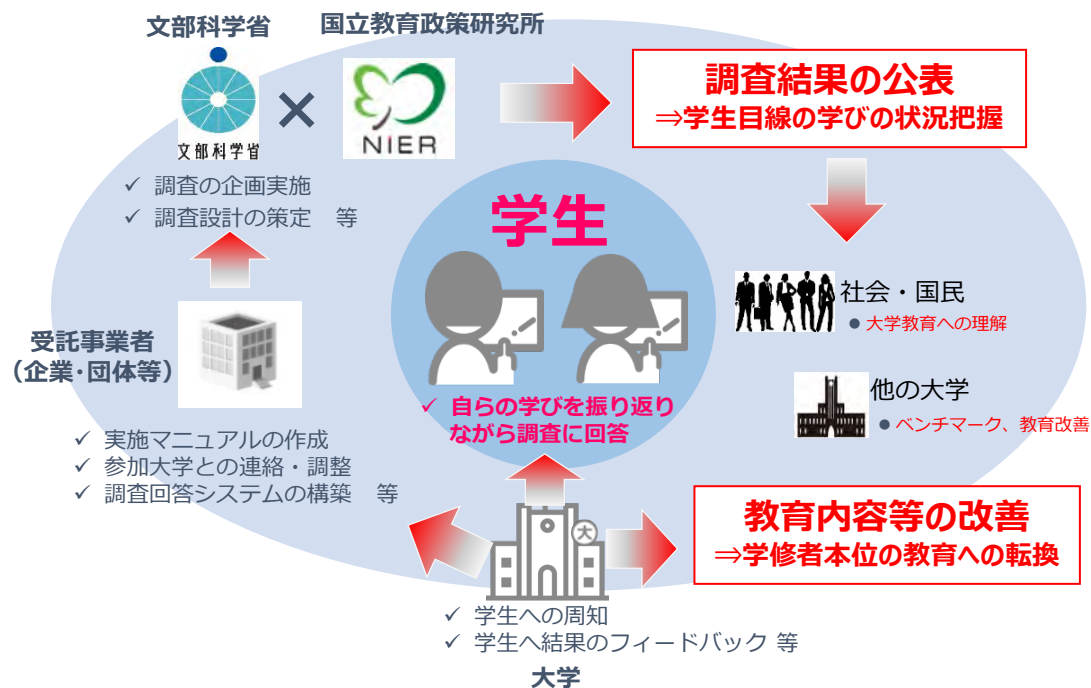 文部科学省
国立教育政策研究所
文部科学省
×
NIER
✓ 調査の企画実施
✓ 調査設計の策定　等
調査結果の公表
⇒学生目線の学びの状況把握
学生
✓ 自らの学びを振り返り
ながら調査に回答
社会・国民
● 大学教育への理解
他の大学
● ベンチマーク、教育改善
受託事業者
（企業・団体等）
✓ 実施マニュアルの作成
✓ 参加大学との連絡・調整
✓ 調査回答システムの構築　等
教育内容等の改善
⇒学修者本位の教育への転換
大
✓ 学生への周知
✓ 学生へ結果のフィードバック 等
大学